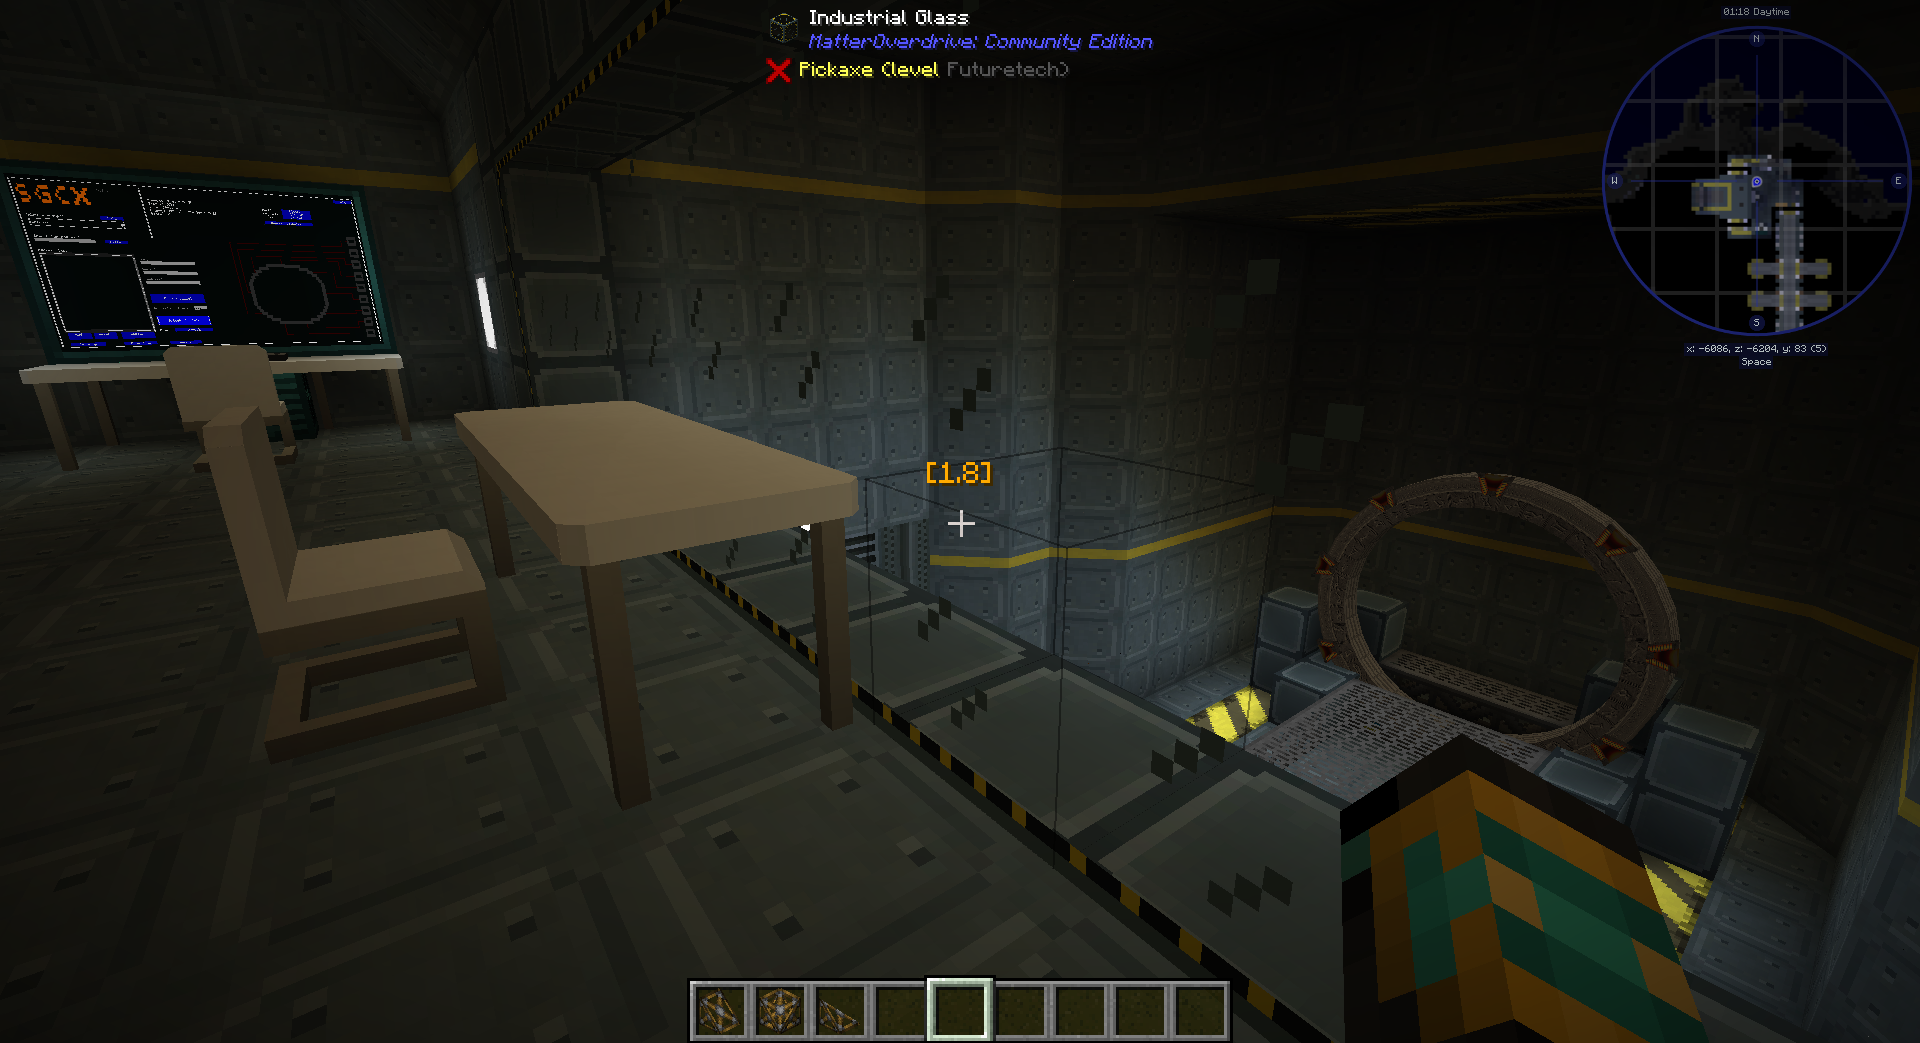 Industrial Glass
MatterOverdrive: Community Edition
Pickaxe (level Futuretech)
01:18 Daytime
N
W
E
S
x: -6086, z: -6204, y: 83 (5)
Space
SGCX
[1.8]